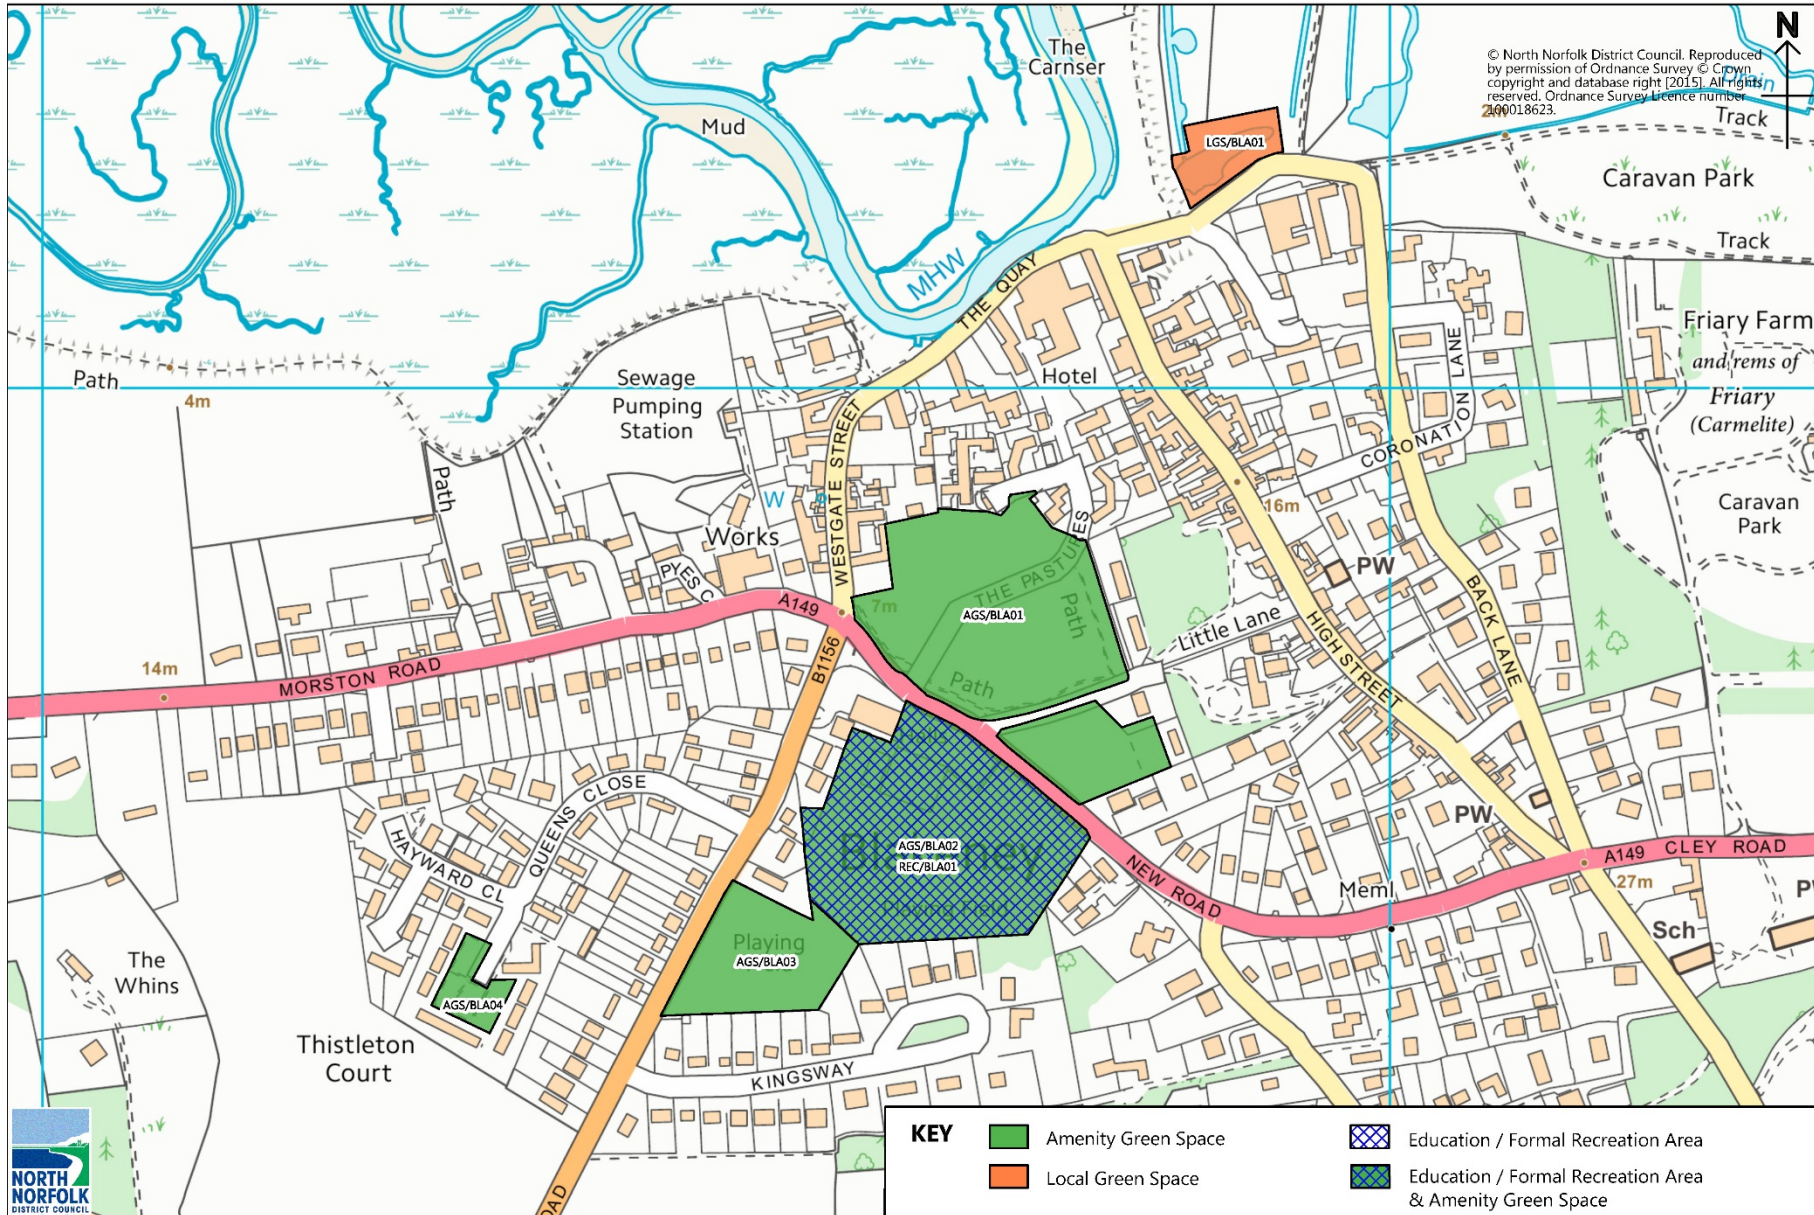 N
© North Norfolk District Council. Reproduced
by permission of Ordnance Survey © Crown
copyright and database right [2015]. All rights
reserved. Ordnance Survey Licence number
100018623.
Drain
2m
Track
The
Carnser
Mud
LGS/BLA01
Caravan Park
Track
MHW
THE QUAY
Friary Farm
and rems of
Friary
(Carmelite)
Path
4m
Sewage
Pumping
Station
Hotel
CORONATION LANE
WESTGATE STREET
Path
W
16m
Caravan
Park
Works
PYES C
PW
THE PASTURES
A149
7m
AGS/BLA01
Path
Little Lane
HIGH STREET
BACK LANE
B1156
14m
MORSTON ROAD
Path
QUEENS CLOSE
HAYWARD CL
AGS/BLA02
REC/BLA01
Blakeney
Playing Field
PW
NEW ROAD
A149
CLEY ROAD
27m
Meml
Sch
Playing
AGS/BLA03
The
Whins
AGS/BLA04
Thistleton
Court
KINGSWAY
OAD
NORTH
NORFOLK
DISTRICT COUNCIL
KEY
Amenity Green Space
Local Green Space
Education / Formal Recreation Area
Education / Formal Recreation Area
& Amenity Green Space